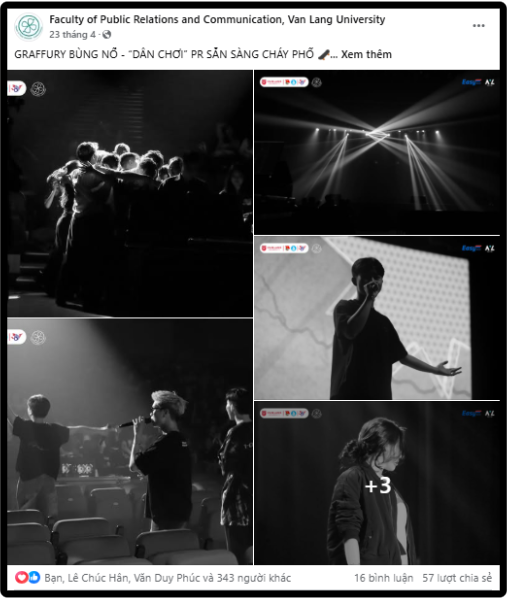 Faculty of Public Relations and Communication, Van Lang University
23 tháng 4 ·
GRAFFURY BÙNG NỔ - “DÂN CHƠI” PR SẴN SÀNG CHÁY PHỐ ... Xem thêm
+3
Bạn, Lê Chúc Hân, Văn Duy Phúc và 343 người khác
16 bình luận 57 lượt chia sẻ